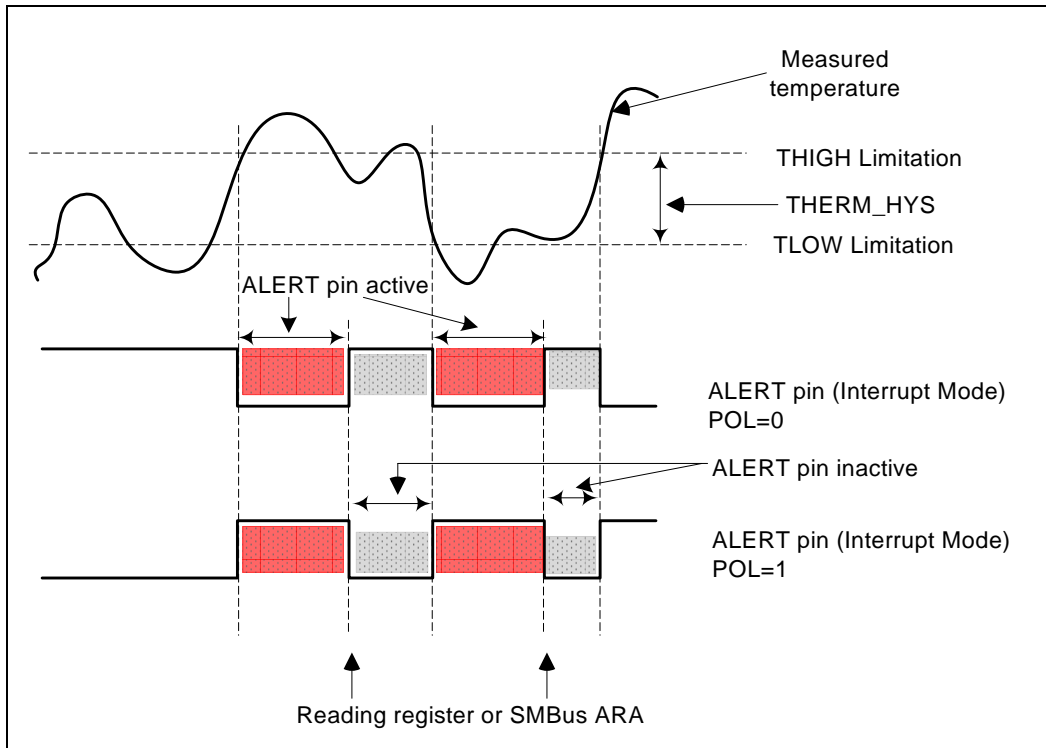 Measured
temperature
THIGH Limitation
THERM_HYS
TLOW Limitation
ALERT pin active
ALERT pin (Interrupt Mode)
POL=0
ALERT pin inactive
ALERT pin (Interrupt Mode)
POL=1
Reading register or SMBus ARA